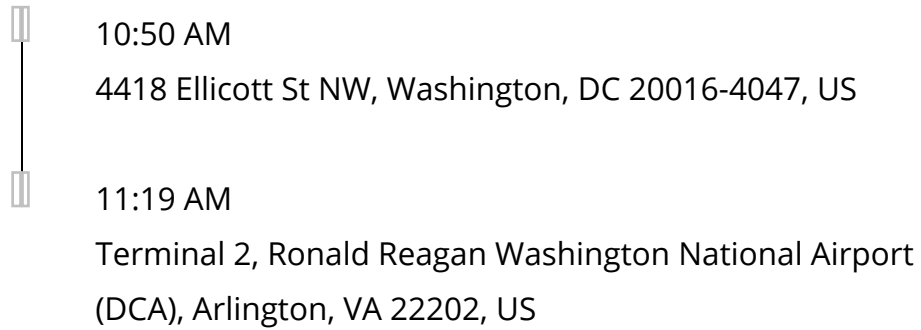 10:50 AM
4418 Ellicott St NW, Washington, DC 20016-4047, US
11:19 AM
Terminal 2, Ronald Reagan Washington National Airport
(DCA), Arlington, VA 22202, US